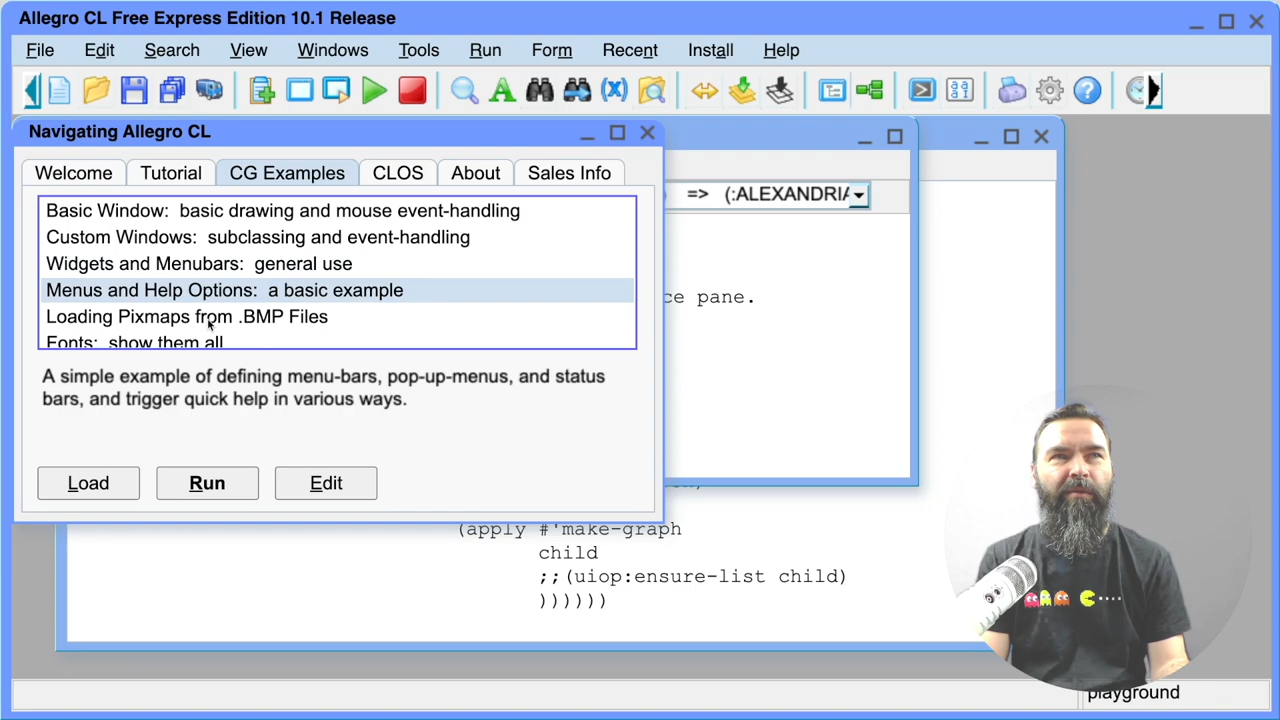 Allegro CL Free Express Edition 10.1 Release
File Edit Search View Windows Tools Run Form Recent Install Help
Navigating Allegro CL
Welcome Tutorial CG Examples CLOS About Sales Info
=> (:ALEXANDRIA
Basic Window: basic drawing and mouse event-handling
Custom Windows: subclassing and event-handling
Widgets and Menubars: general use
Menus and Help Options: a basic example
Loading Pixmaps from .BMP Files
Fonts: show them all
ce pane.
A simple example of defining menu-bars, pop-up-menus, and status
bars, and trigger quick help in various ways.
Load Run Edit
(apply #'make-graph
child
;;(uiop:ensure-list child)
))))))
playground